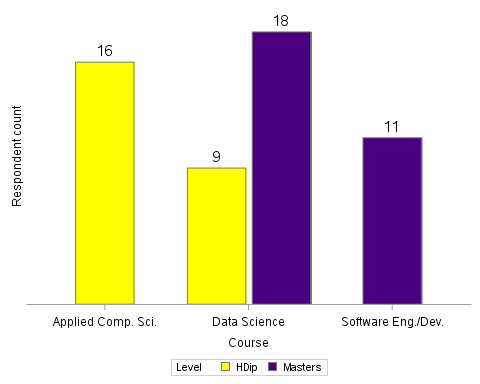 18
16
11
9
Respondent count
Applied Comp. Sci. Data Science Software Eng./Dev.
Course
Level HDip Masters